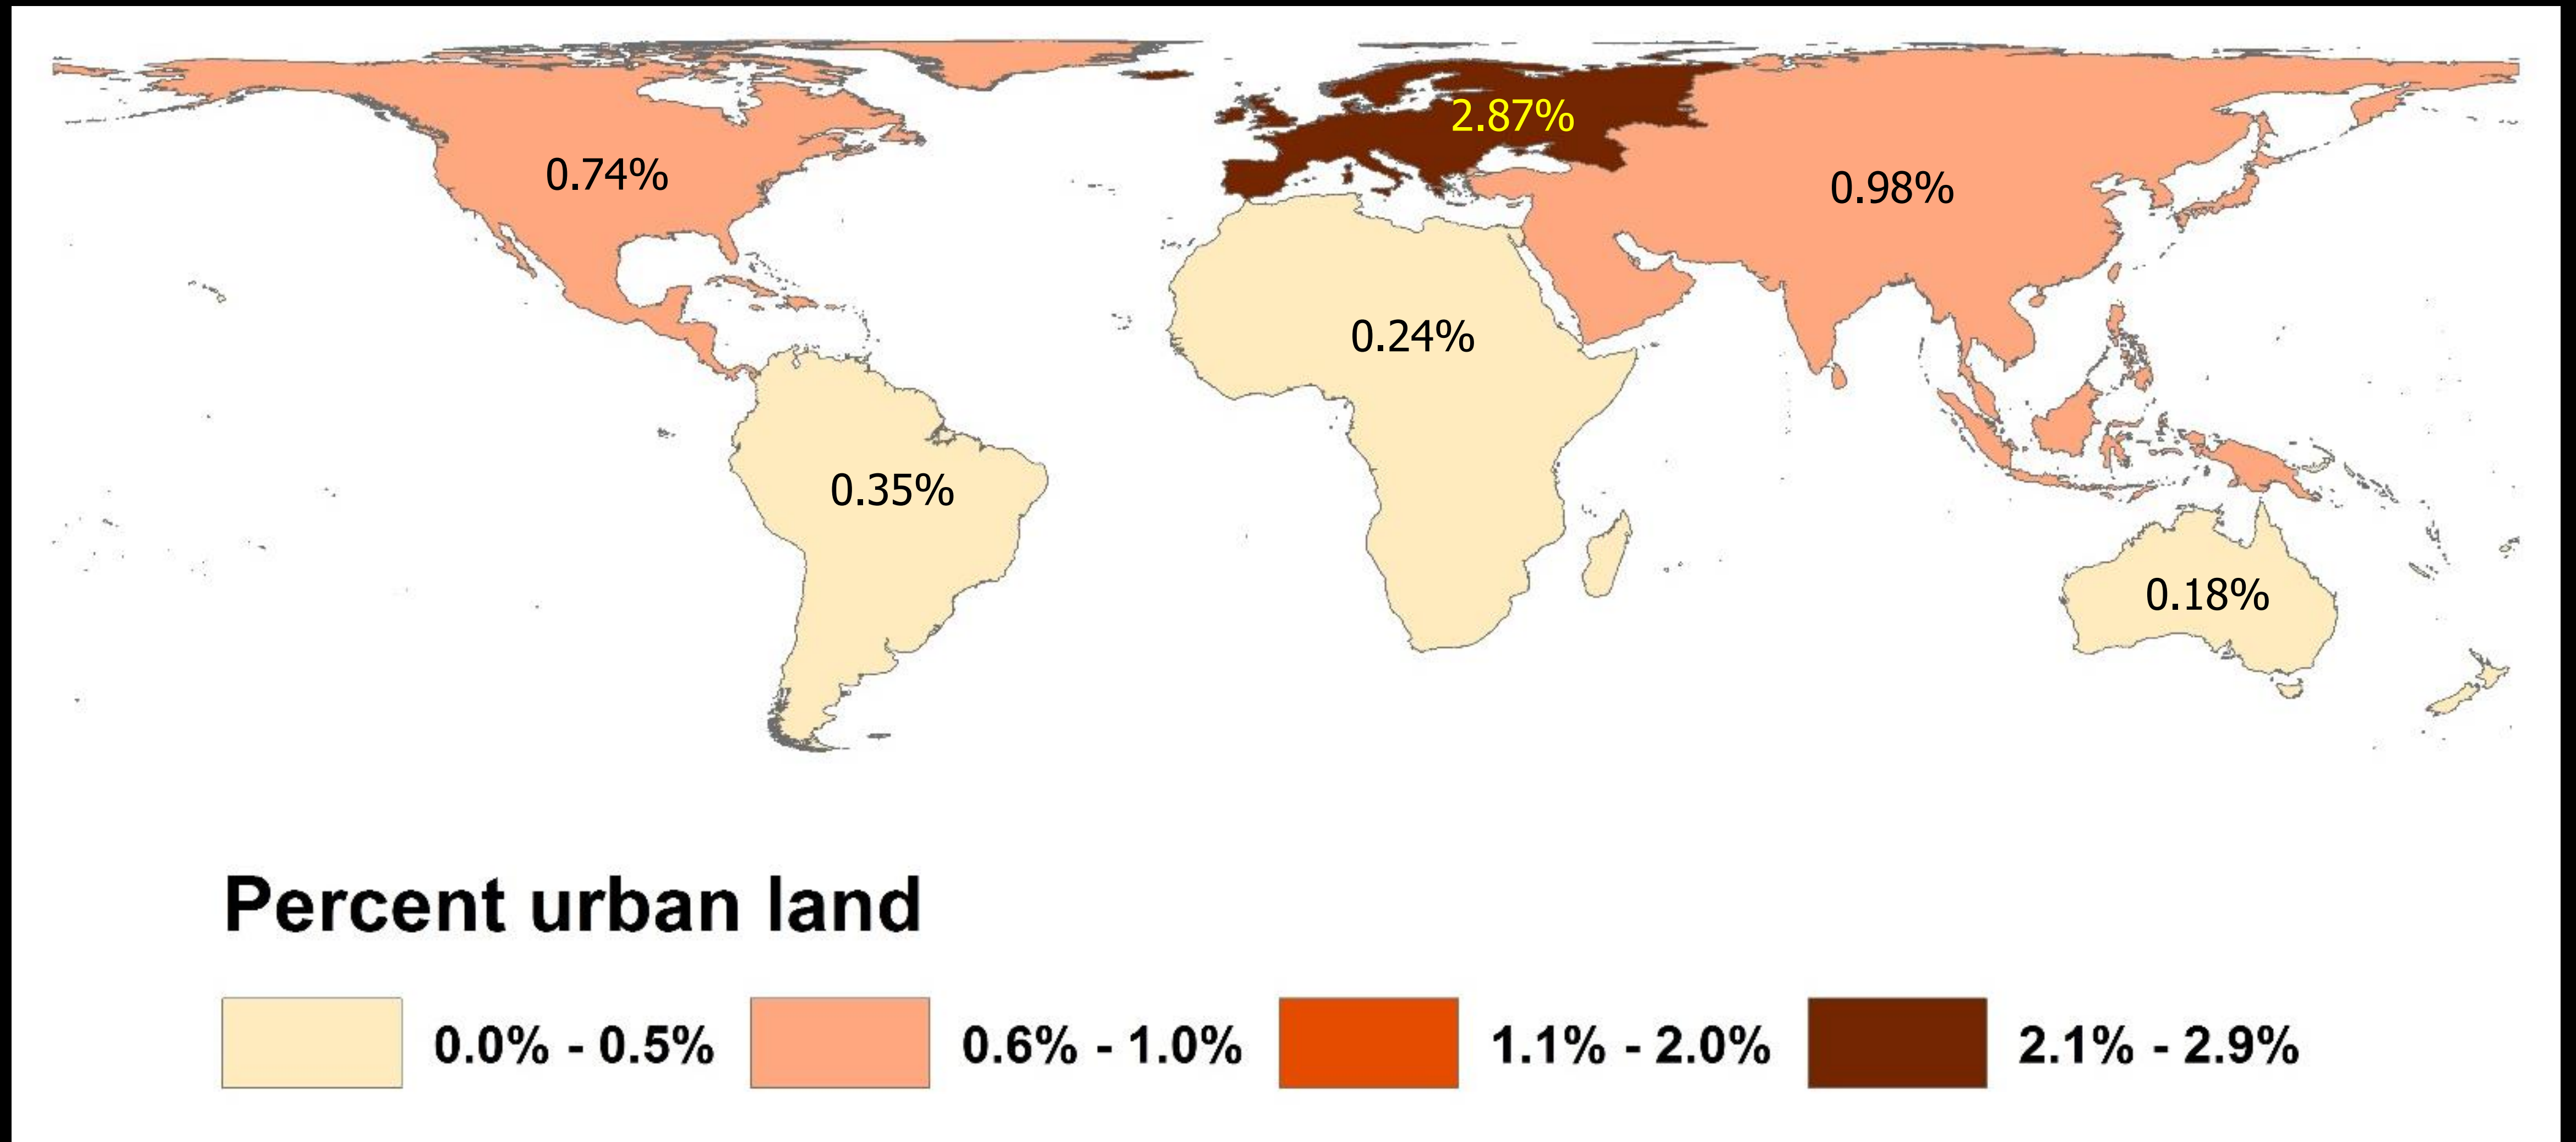 2.87%
0.74%
0.98%
0.24%
0.35%
0.18%
Percent urban land
0.0% - 0.5%
0.6% - 1.0%
1.1% - 2.0%
2.1% - 2.9%